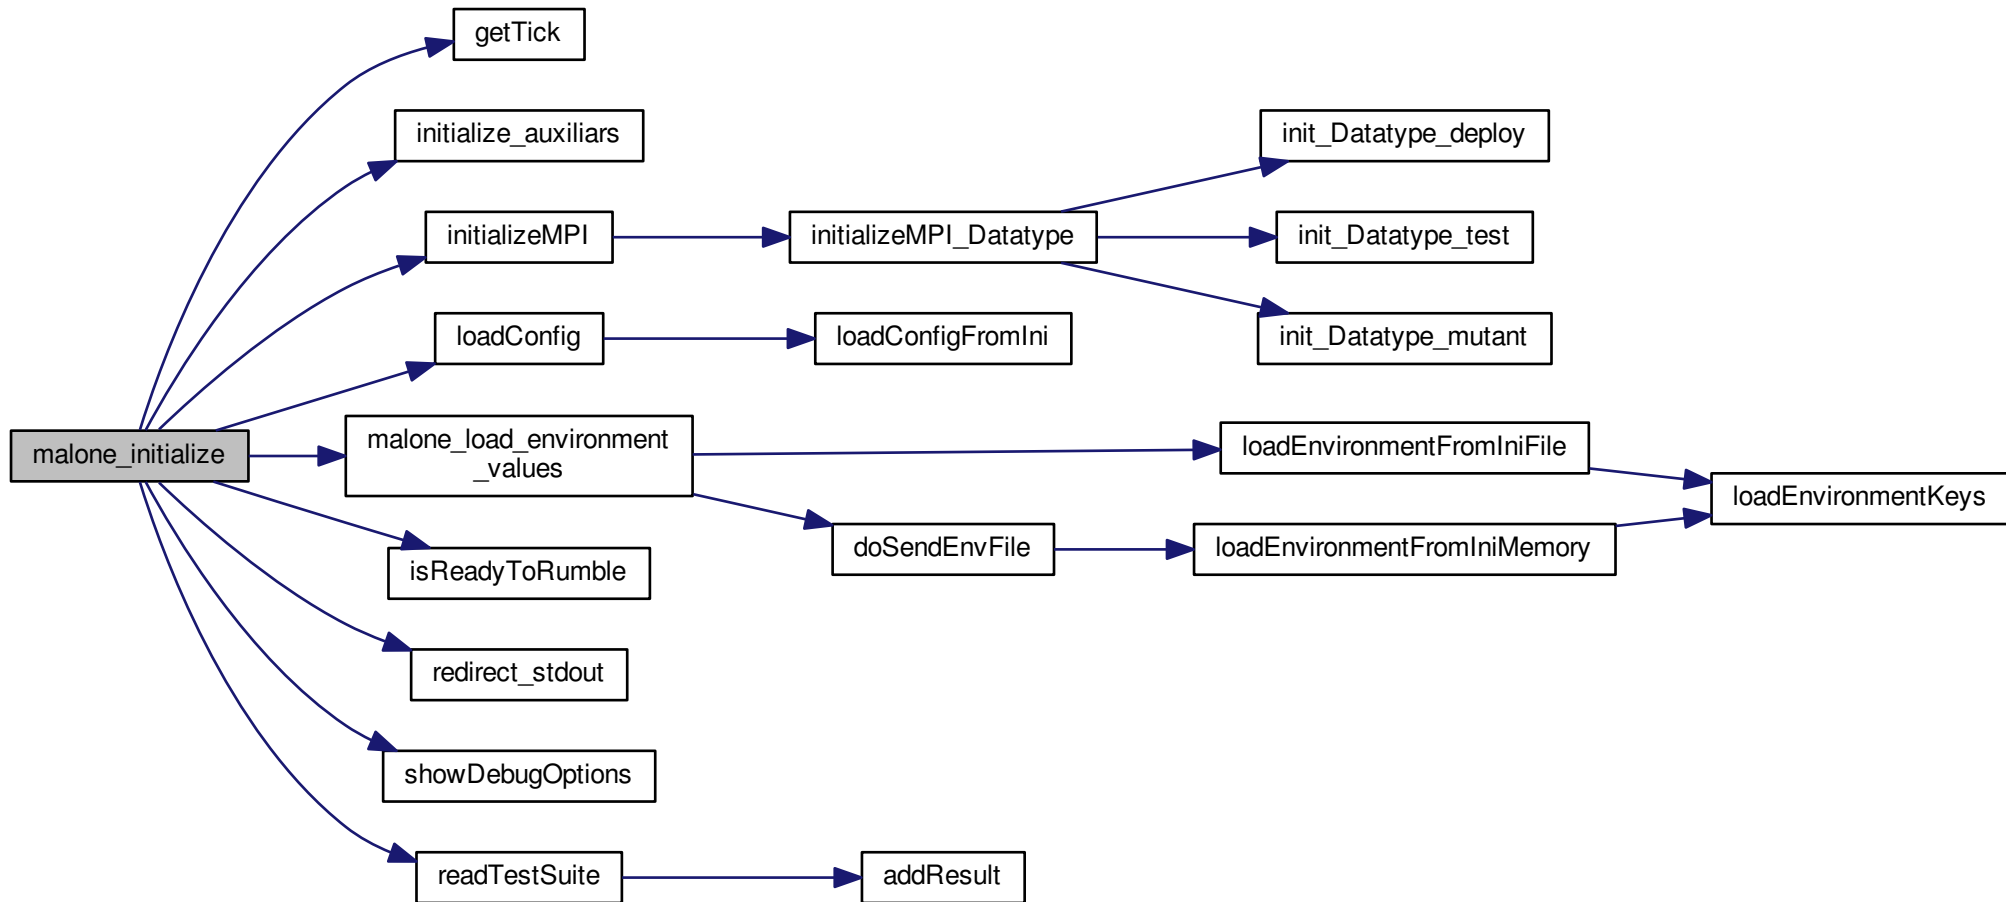 getTick
initialize_auxiliars
init_Datatype_deploy
initializeMPI
initializeMPI_Datatype
init_Datatype_test
loadConfig
loadConfigFromIni
init_Datatype_mutant
malone_initialize
malone_load_environment
_values
loadEnvironmentFromIniFile
loadEnvironmentKeys
doSendEnvFile
loadEnvironmentFromIniMemory
isReadyToRumble
redirect_stdout
showDebugOptions
readTestSuite
addResult